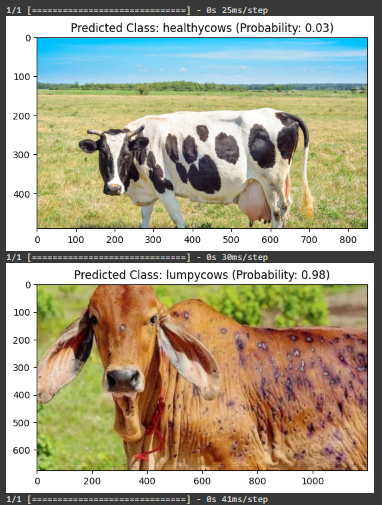 1/1 [==============================] - 0s 25ms/step
Predicted Class: healthycows (Probability: 0.03)
0
100
200
300
400
0 100 200 300 400 500 600 700 800
1/1 [==============================] - 0s 30ms/step
Predicted Class: lumpycows (Probability: 0.98)
0
100
200
300
400
500
600
0 200 400 600 800 1000
1/1 [==============================] - 0s 41ms/step